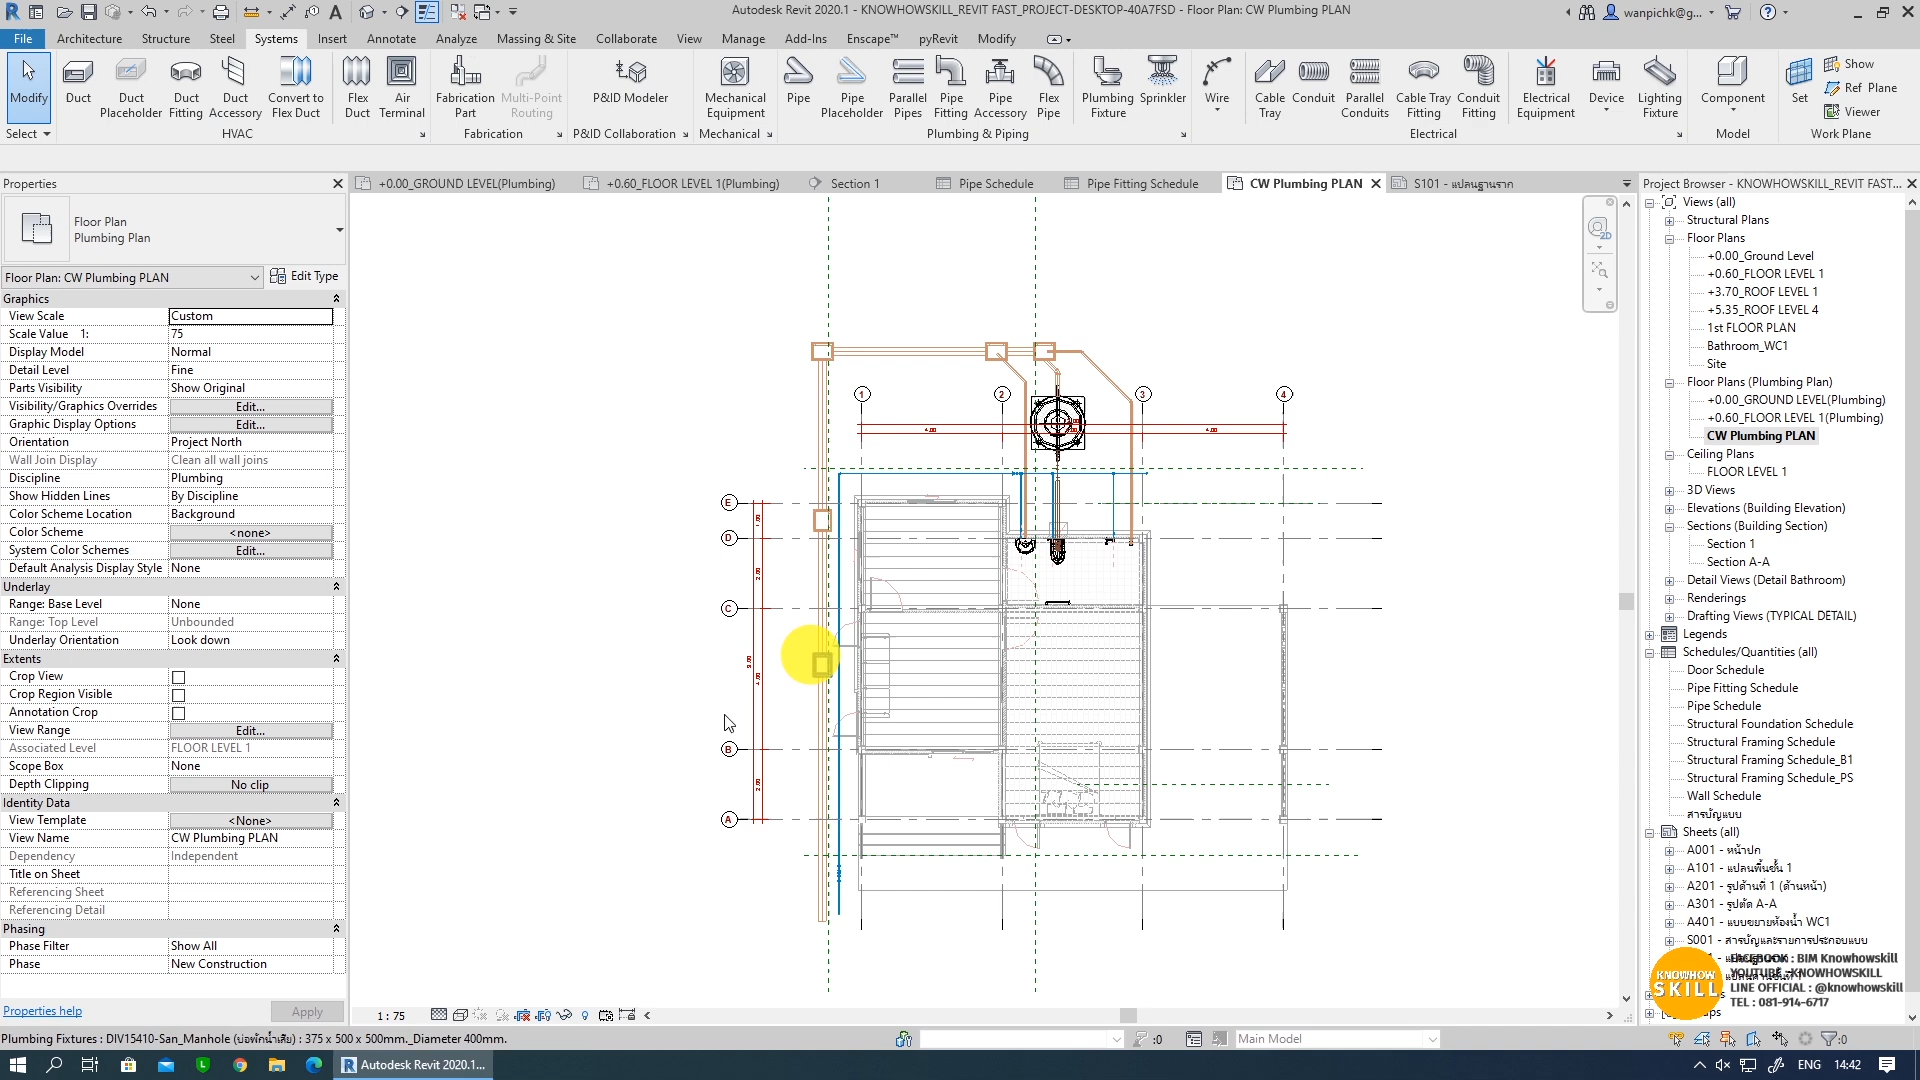 Autodesk Revit 2020.1 - KNOWHOWSKILL_REVIT FAST_PROJECT-DESKTOP-40A7FSD - Floor Plan: CW Plumbing PLAN
wanpichk@g...
File Architecture Structure Steel Systems Insert Annotate Analyze Massing & Site Collaborate View Manage Add-Ins Enscape™ pyRevit Modify
Modify
Duct
Duct Placeholder
Duct Fitting
Duct Accessory
Convert to Flex Duct
Flex Duct
Air Terminal
Fabrication Part
Multi-Point Routing
P&ID Modeler
Mechanical Equipment
Pipe
Pipe Placeholder
Parallel Pipes
Pipe Fitting
Pipe Accessory
Flex Pipe
Plumbing Fixture
Sprinkler
Wire
Cable Tray
Conduit
Parallel Conduits
Cable Tray Fitting
Conduit Fitting
Electrical Equipment
Device
Lighting Fixture
Component
Set
Show
Ref Plane
Viewer
Select HVAC Fabrication P&ID Collaboration Mechanical Plumbing & Piping Electrical Model Work Plane
Properties
Floor Plan
Plumbing Plan
Floor Plan: CW Plumbing PLAN Edit Type
Graphics
View Scale Custom
Scale Value 1: 75
Display Model Normal
Detail Level Fine
Parts Visibility Show Original
Visibility/Graphics Overrides Edit...
Graphic Display Options Edit...
Orientation Project North
Wall Join Display Clean all wall joins
Discipline Plumbing
Show Hidden Lines By Discipline
Color Scheme Location Background
Color Scheme <none>
System Color Schemes Edit...
Default Analysis Display Style None
Underlay
Range: Base Level None
Range: Top Level Unbounded
Underlay Orientation Look down
Extents
Crop View
Crop Region Visible
Annotation Crop
View Range Edit...
Associated Level FLOOR LEVEL 1
Scope Box None
Depth Clipping No clip
Identity Data
View Template <None>
View Name CW Plumbing PLAN
Dependency Independent
Title on Sheet
Referencing Sheet
Referencing Detail
Phasing
Phase Filter Show All
Phase New Construction
Properties help Apply
+0.00_GROUND LEVEL(Plumbing) +0.60_FLOOR LEVEL 1(Plumbing) Section 1 Pipe Schedule Pipe Fitting Schedule CW Plumbing PLAN S101 - แปลนฐานราก
2D
1 2 3 4
4.00 4.00
E
D
C
B
A
1.00
2.00
9.00
4.00
2.00
1 : 75
Project Browser - KNOWHOWSKILL_REVIT FAST...
Views (all)
Structural Plans
Floor Plans
+0.00_Ground Level
+0.60_FLOOR LEVEL 1
+3.70_ROOF LEVEL 1
+5.35_ROOF LEVEL 4
1st FLOOR PLAN
Bathroom_WC1
Site
Floor Plans (Plumbing Plan)
+0.00_GROUND LEVEL(Plumbing)
+0.60_FLOOR LEVEL 1(Plumbing)
CW Plumbing PLAN
Ceiling Plans
FLOOR LEVEL 1
3D Views
Elevations (Building Elevation)
Sections (Building Section)
Section 1
Section A-A
Detail Views (Detail Bathroom)
Renderings
Drafting Views (TYPICAL DETAIL)
Legends
Schedules/Quantities (all)
Door Schedule
Pipe Fitting Schedule
Pipe Schedule
Structural Foundation Schedule
Structural Framing Schedule
Structural Framing Schedule_B1
Structural Framing Schedule_PS
Wall Schedule
สารบัญแบบ
Sheets (all)
A001 - หน้าปก
A101 - แปลนพื้นชั้น 1
A201 - รูปด้านที่ 1 (ด้านหน้า)
A301 - รูปตัด A-A
A401 - แบบขยายห้องน้ำ WC1
S001 - สารบัญและรายการประกอบแบบ
KNOWHOW
SKILL
FACEBOOK : BIM Knowhowskill
YOUTUBE : KNOWHOWSKILL
LINE OFFICIAL : @knowhowskill
TEL : 081-914-6717
Plumbing Fixtures : DIV15410-San_Manhole (บ่อพักน้ำเสีย) : 375 x 500 x 500mm._Diameter 400mm.
:0 Main Model :0
Autodesk Revit 2020.1... ENG 14:42